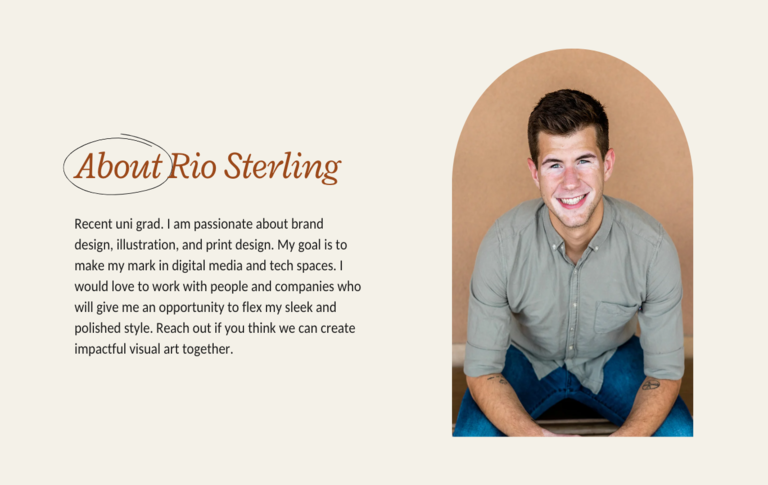 About Rio Sterling
Recent uni grad. I am passionate about brand
design, illustration, and print design. My goal is to
make my mark in digital media and tech spaces. I
would love to work with people and companies who
will give me an opportunity to flex my sleek and
polished style. Reach out if you think we can create
impactful visual art together.